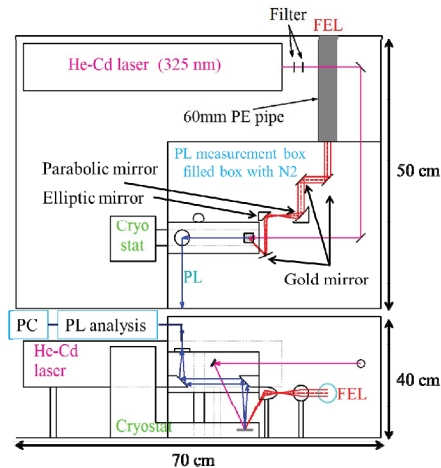 Filter
FEL
He-Cd laser (325 nm)
60mm PE pipe
PL measurement box
filled box with N2
Parabolic mirror
Elliptic mirror
50 cm
Cryo
stat
Gold mirror
PL
PC
PL analysis
He-Cd
laser
40 cm
FEL
Cryostat
70 cm